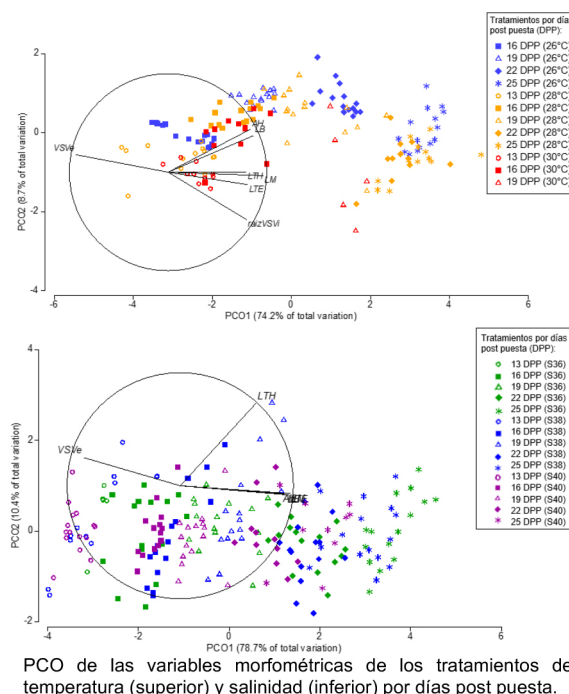 Tratamientos por días
post puesta (DPP):
16 DPP (26°C)
19 DPP (26°C)
22 DPP (26°C)
25 DPP (26°C)
13 DPP (28°C)
16 DPP (28°C)
19 DPP (28°C)
22 DPP (28°C)
25 DPP (28°C)
13 DPP (30°C)
16 DPP (30°C)
19 DPP (30°C)
PCO2 (8.7% of total variation)
2
0
-2
-4
VSVe
AH
LB
LTH
LM
LTE
raizVSVi
-6
-4
-2
0
2
4
6
PCO1 (74.2% of total variation)
Tratamientos por días
post puesta (DPP):
13 DPP (S36)
16 DPP (S36)
19 DPP (S36)
22 DPP (S36)
25 DPP (S36)
13 DPP (S38)
16 DPP (S38)
19 DPP (S38)
22 DPP (S38)
25 DPP (S38)
13 DPP (S40)
16 DPP (S40)
19 DPP (S40)
22 DPP (S40)
25 DPP (S40)
PCO2 (10.4% of total variation)
4
2
0
-2
VSVe
LTH
-4
-2
0
2
4
6
PCO1 (78.7% of total variation)
PCO de las variables morfométricas de los tratamientos de
temperatura (superior) y salinidad (inferior) por días post puesta.